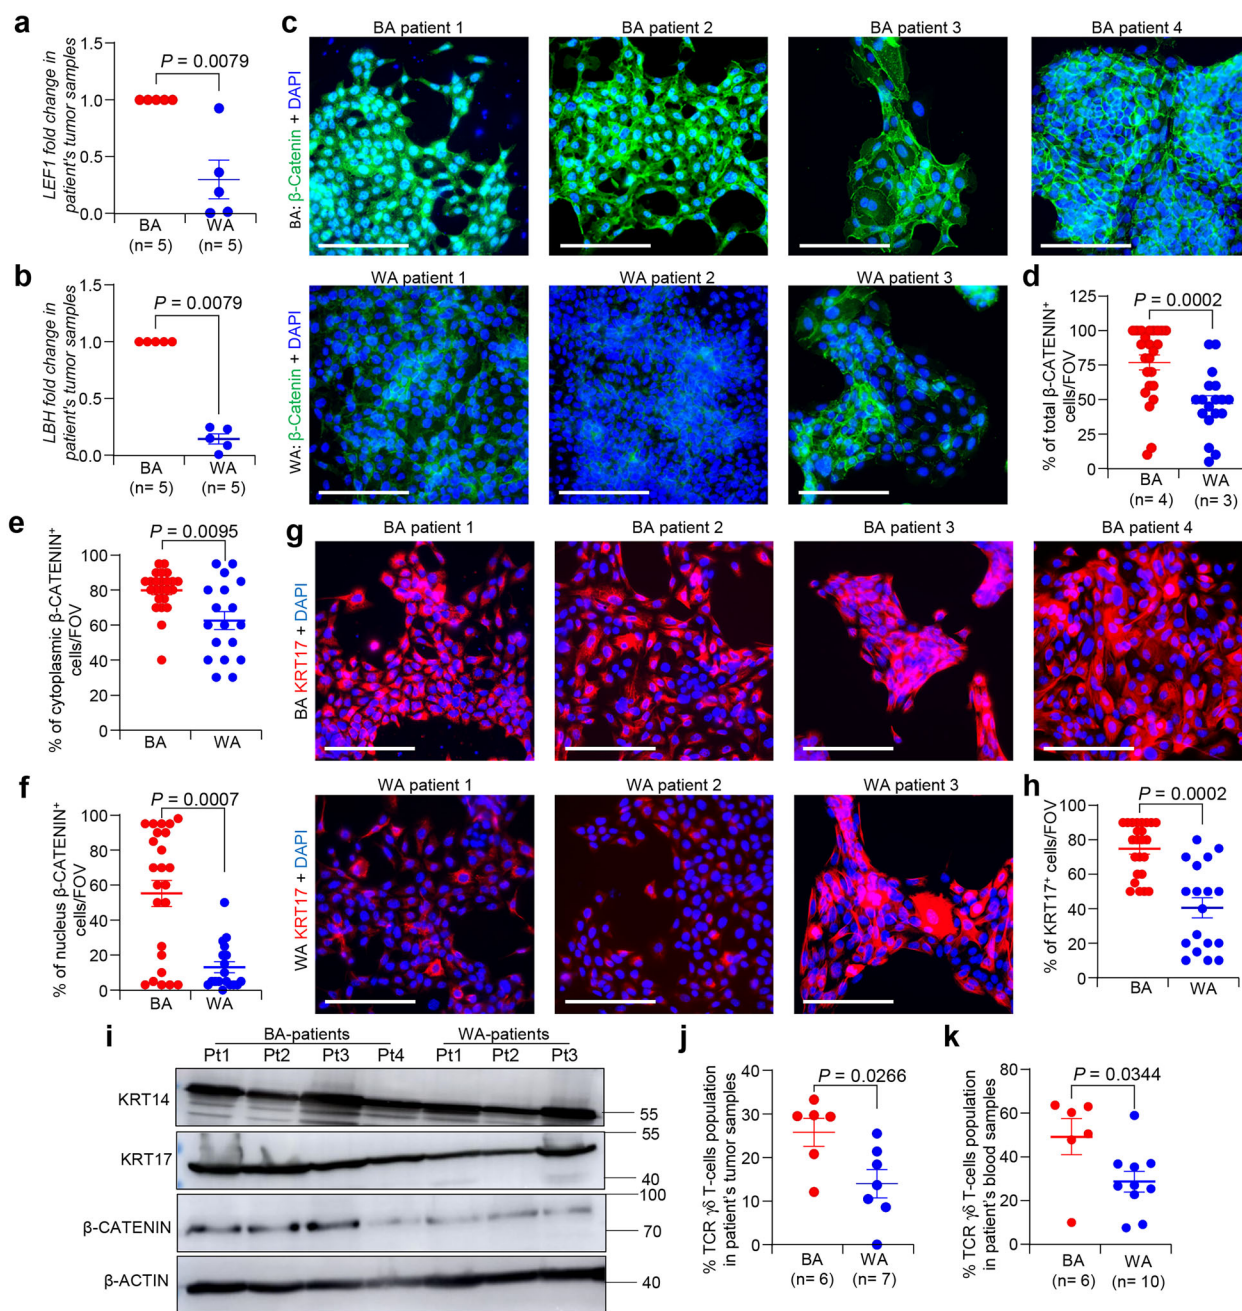 a
LEF1 fold change in
patient's tumor samples
1.5
1.0
0.5
0.0
P = 0.0079
BA
WA
(n= 5)
(n= 5)
b
LBH fold change in
patient's tumor samples
1.5
1.0
0.5
0.0
P = 0.0079
BA
WA
(n= 5)
(n= 5)
c
BA patient 1
BA patient 2
BA patient 3
BA patient 4
BA: β-Catenin + DAPI
WA patient 1
WA patient 2
WA patient 3
WA: β-Catenin + DAPI
d
% of total β-CATENIN+
cells/FOV
125
100
75
50
25
0
P = 0.0002
BA
WA
(n= 4)
(n= 3)
e
% of cytoplasmic β-CATENIN+
cells/FOV
100
80
60
40
20
0
P = 0.0095
BA
WA
f
% of nucleus β-CATENIN+
cells/FOV
100
80
60
40
20
0
P = 0.0007
BA
WA
g
BA patient 1
BA patient 2
BA patient 3
BA patient 4
BA KRT17 + DAPI
WA patient 1
WA patient 2
WA patient 3
WA KRT17 + DAPI
h
% of KRT17+ cells/FOV
100
80
60
40
20
0
P = 0.0002
BA
WA
i
BA-patients
WA-patients
Pt1 Pt2 Pt3 Pt4 Pt1 Pt2 Pt3
KRT14
55
KRT17
55
40
β-CATENIN
100
70
β-ACTIN
40
j
% TCR γδ T-cells population
in patient's tumor samples
40
30
20
10
0
P = 0.0266
BA
WA
(n= 6)
(n= 7)
k
% TCR γδ T-cells population
in patient's blood samples
80
60
40
20
0
P = 0.0344
BA
WA
(n= 6)
(n= 10)